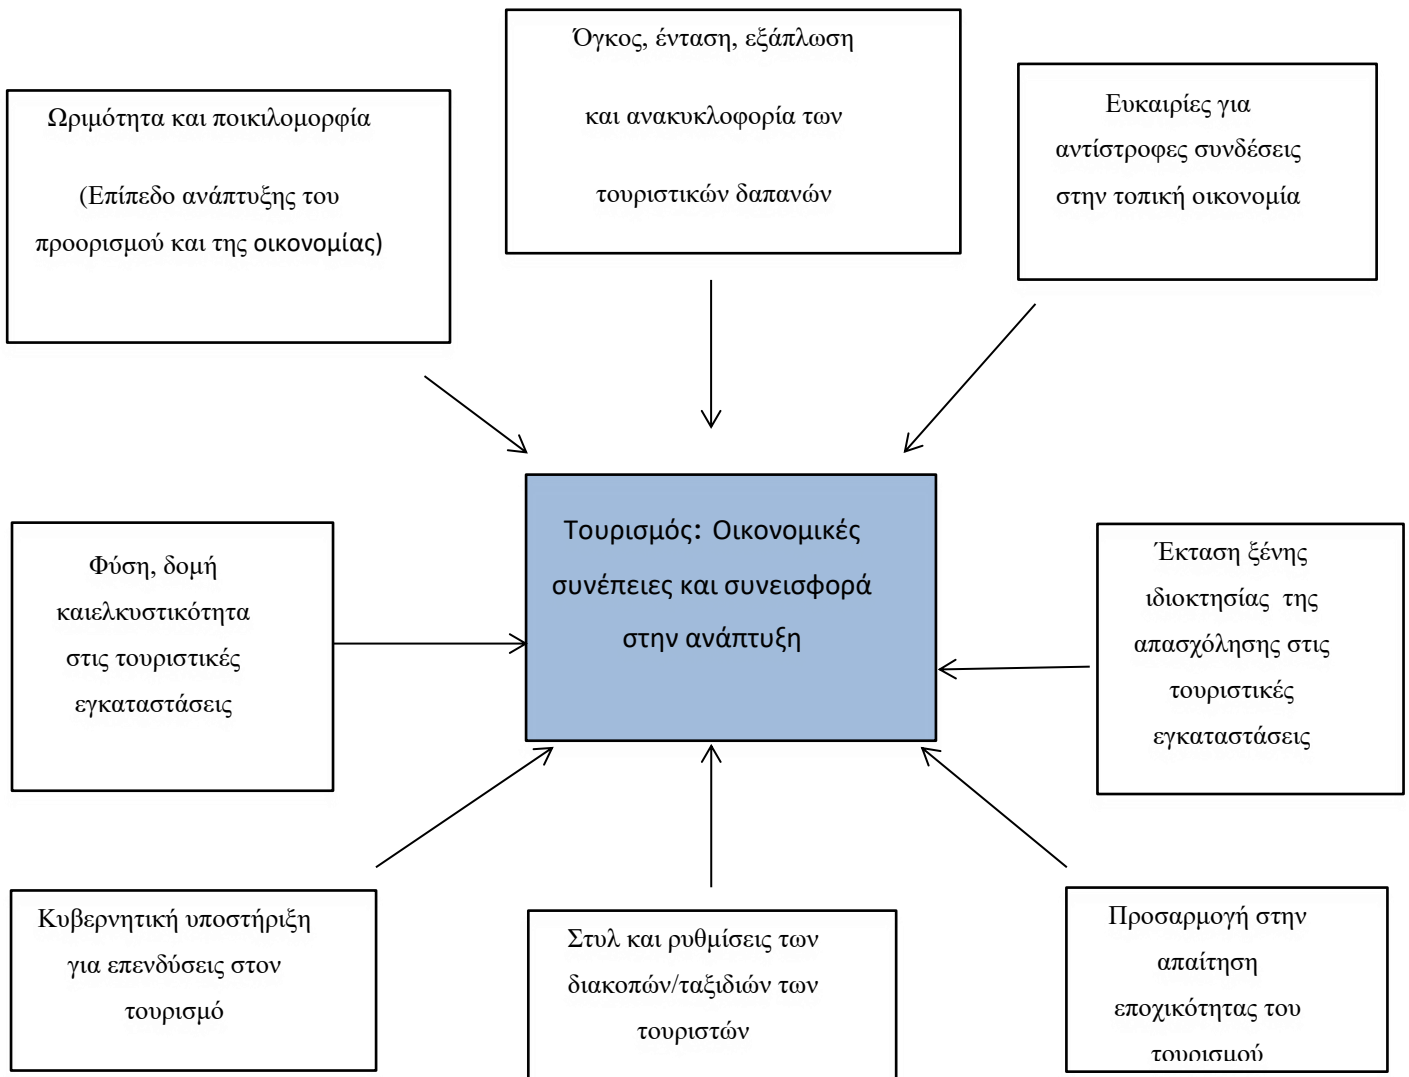 Όγκος, ένταση, εξάπλωση
και ανακυκλοφορία των
τουριστικών δαπανών
Ωριμότητα και ποικιλομορφία
(Επίπεδο ανάπτυξης του
προορισμού και της οικονομίας)
Ευκαιρίες για
αντίστροφες συνδέσεις
στην τοπική οικονομία
Τουρισμός: Οικονομικές
συνέπειες και συνεισφορά
στην ανάπτυξη
Φύση, δομή
καιελκυστικότητα
στις τουριστικές
εγκαταστάσεις
Έκταση ξένης
ιδιοκτησίας της
απασχόλησης στις
τουριστικές
εγκαταστάσεις
Κυβερνητική υποστήριξη
για επενδύσεις στον
τουρισμό
Στυλ και ρυθμίσεις των
διακοπών/ταξιδιών των
τουριστών
Προσαρμογή στην
απαίτηση
εποχικότητας του
τουρισμού